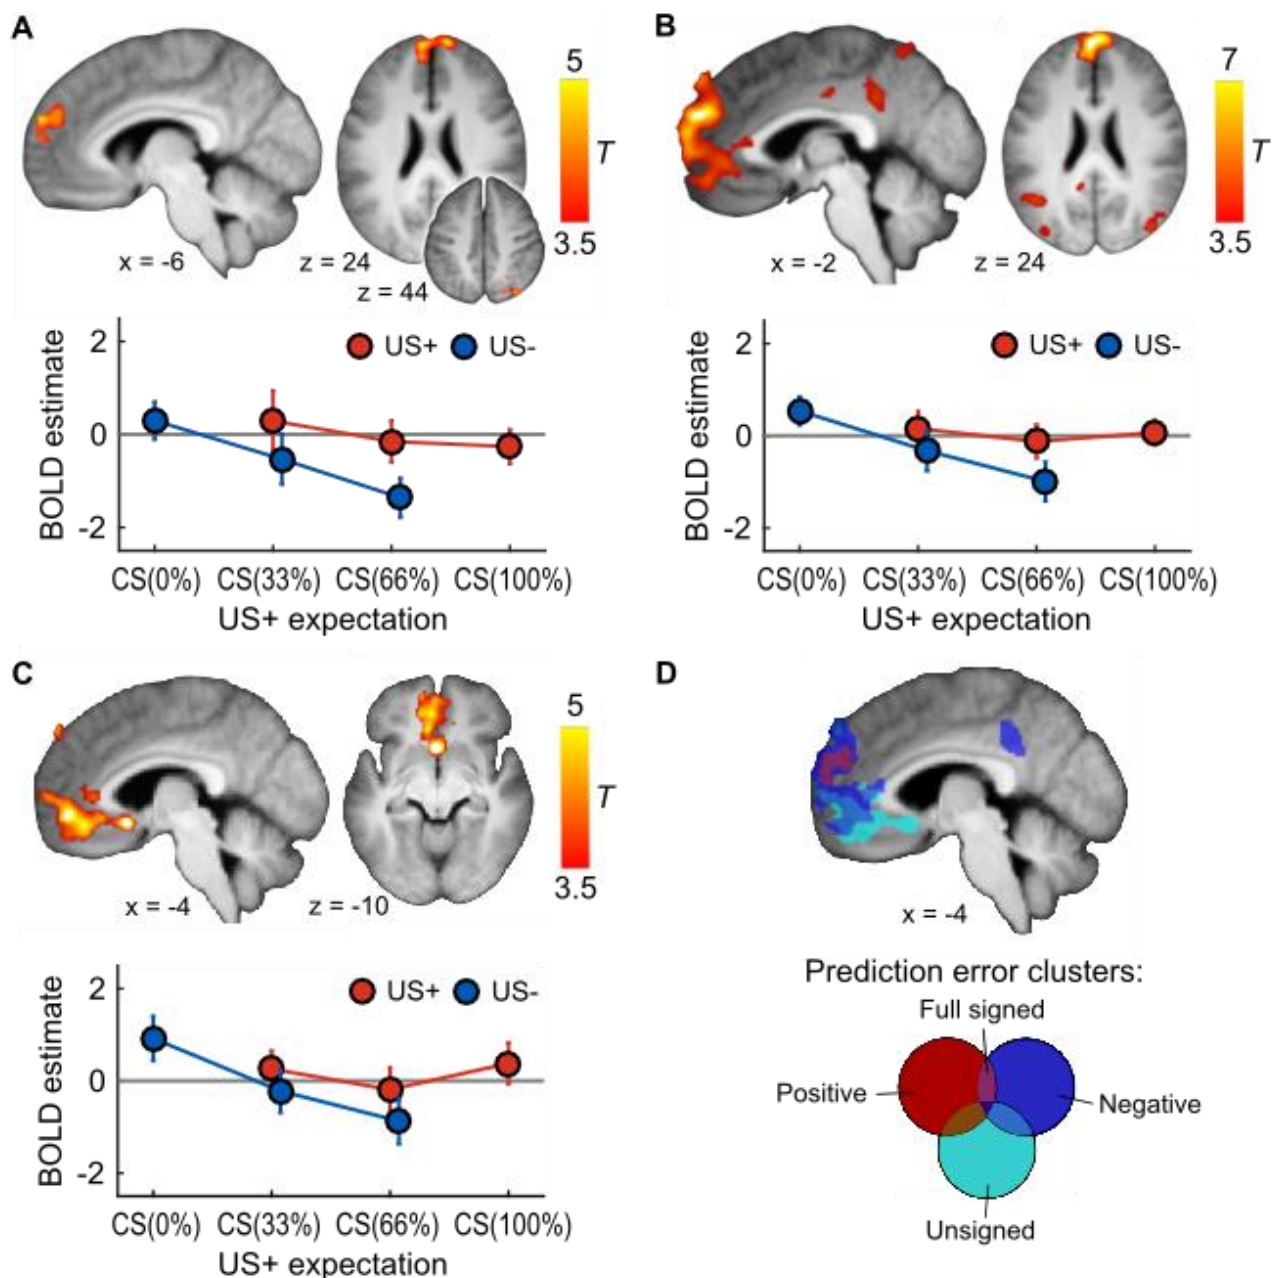 A
5
T
3.5
x = -6
z = 24
z = 44
2
0
-2
BOLD estimate
US+
US-
CS(0%)
CS(33%)
CS(66%)
CS(100%)
US+ expectation
B
7
T
3.5
x = -2
z = 24
2
0
-2
BOLD estimate
US+
US-
CS(0%)
CS(33%)
CS(66%)
CS(100%)
US+ expectation
C
5
T
3.5
x = -4
z = -10
2
0
-2
BOLD estimate
US+
US-
CS(0%)
CS(33%)
CS(66%)
CS(100%)
US+ expectation
D
x = -4
Prediction error clusters:
Full signed
Positive
Negative
Unsigned